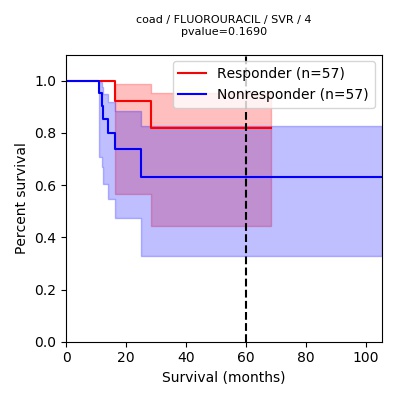 coad / FLUOROURACIL / SVR / 4
pvalue=0.1690
Responder (n=57)
Nonresponder (n=57)
Percent survival
1.0
0.8
0.6
0.4
0.2
0.0
0 20 40 60 80 100
Survival (months)